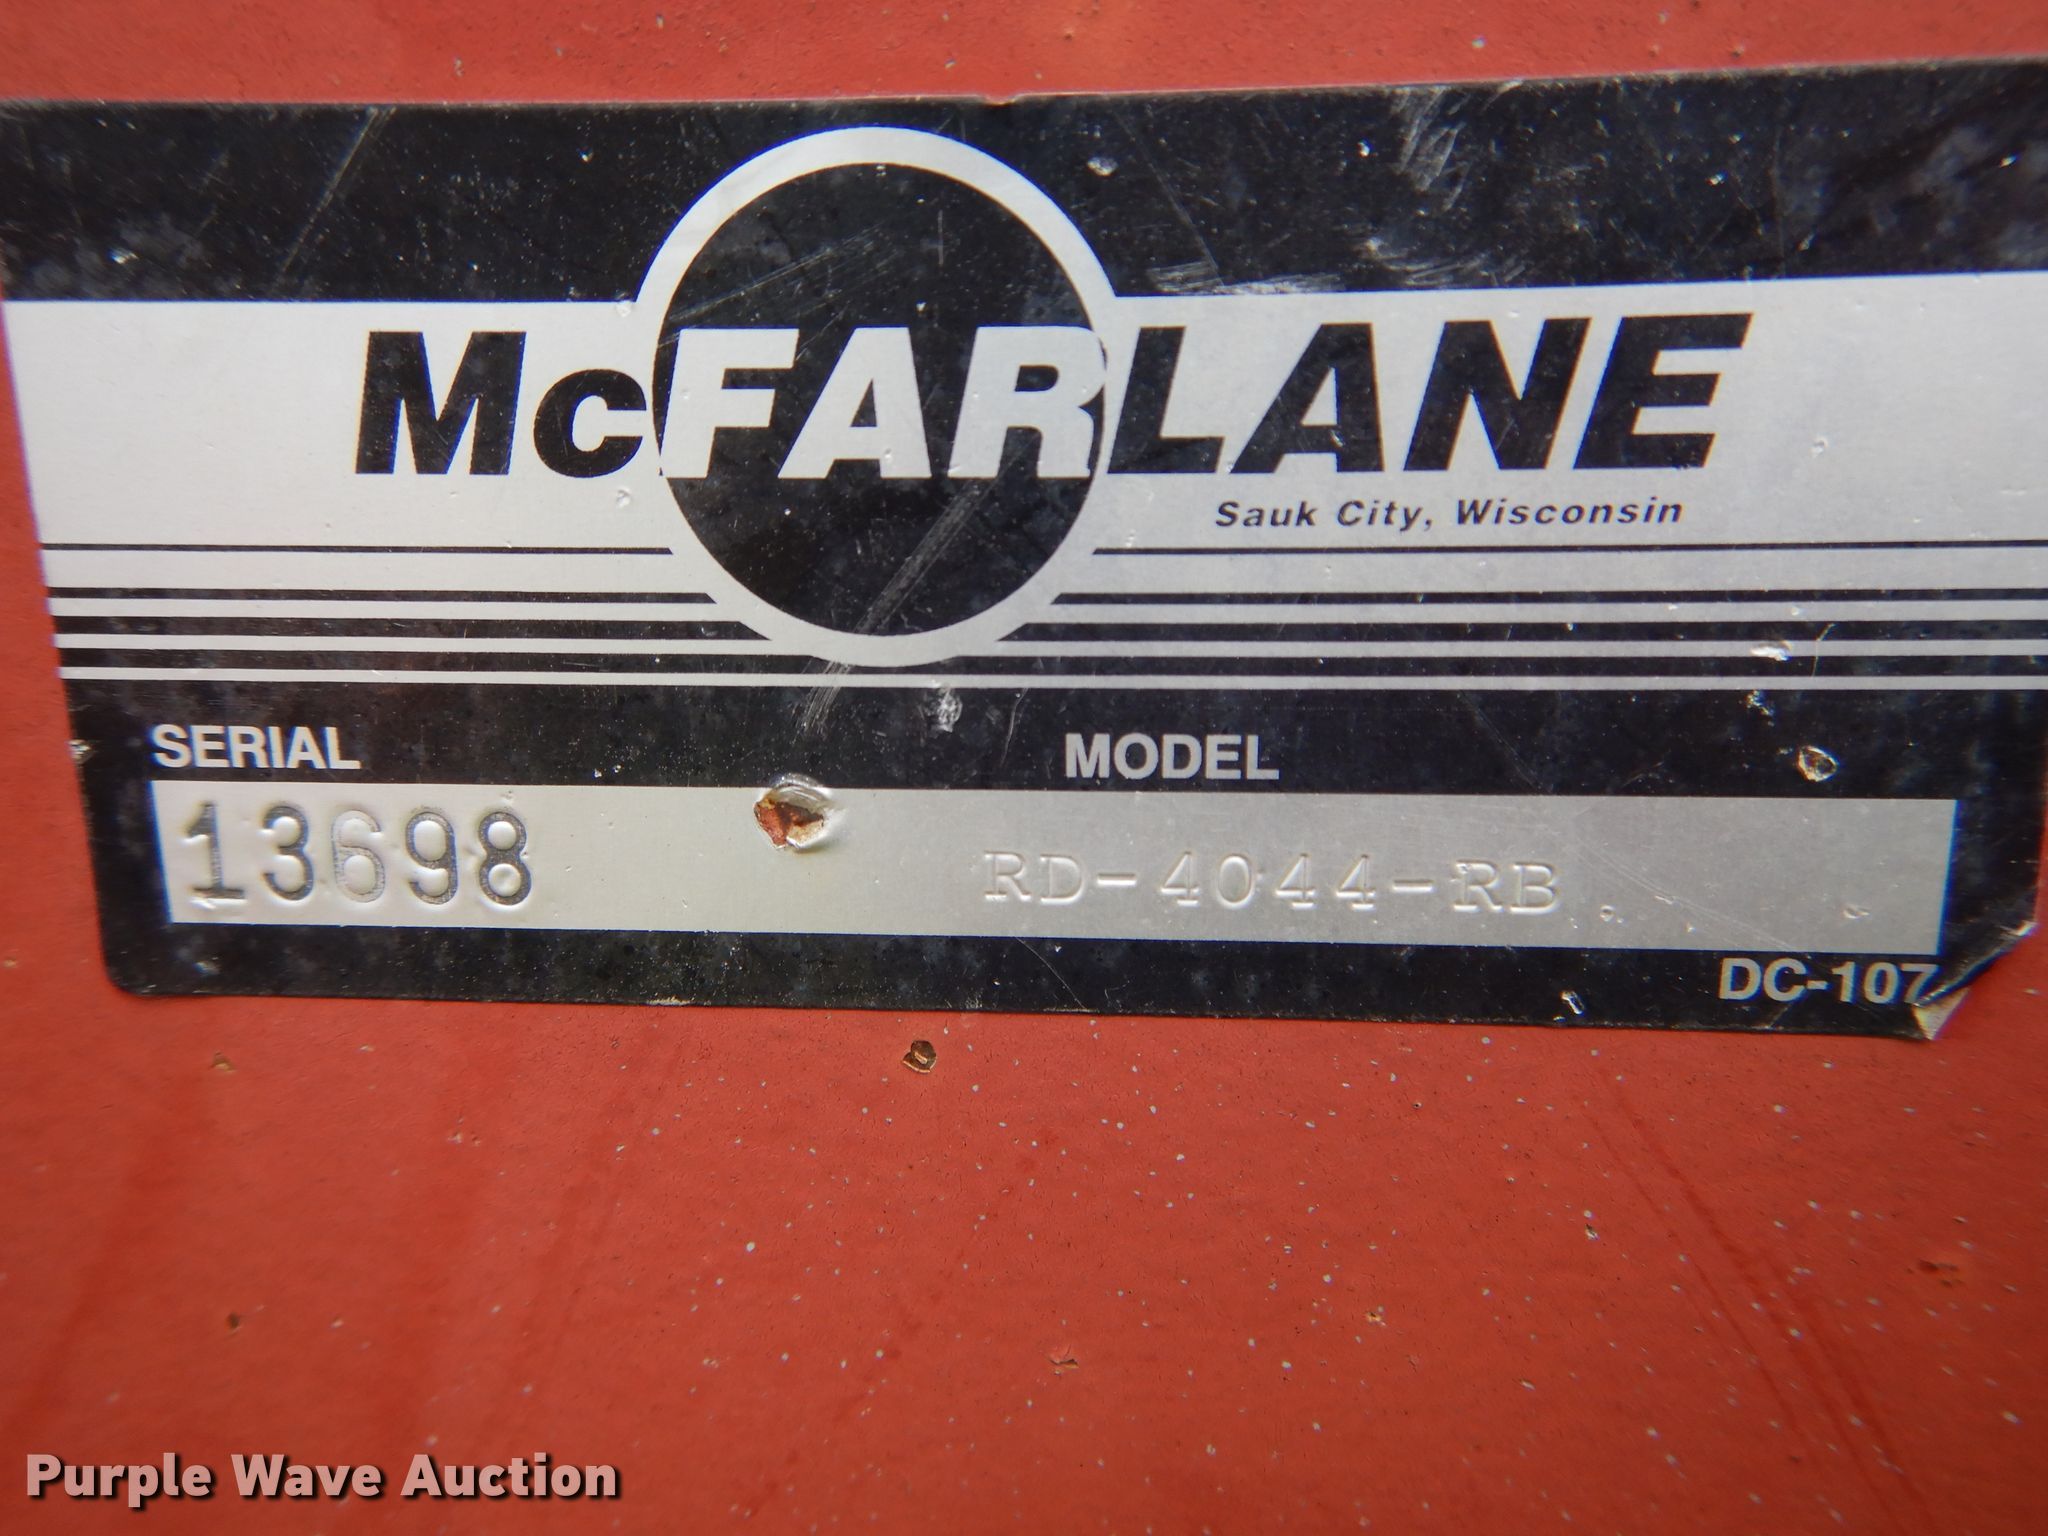 McFARLANE
Sauk City, Wisconsin
SERIAL MODEL
13698 RD-4044-RB
DC-107
Purple Wave Auction